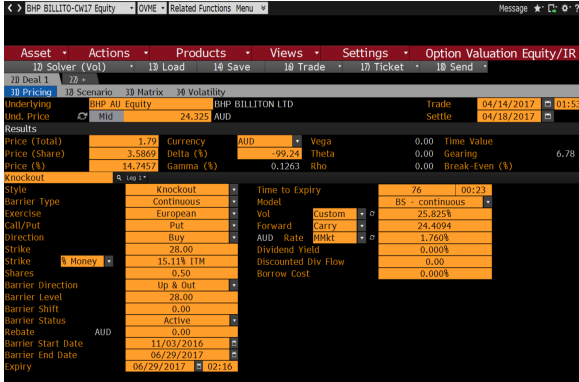 < > BHP BILLITO-CW17 Equity OVME Related Functions Menu Message ?
Asset Actions Products Views Settings Option Valuation Equity/IR
12) Solver (Vol) 13) Load 14) Save 16) Trade 17) Ticket 18) Send
21) Deal 1 22) +
31) Pricing 32) Scenario 33) Matrix 34) Volatility
Underlying BHP AU Equity BHP BILLITON LTD Trade 04/14/2017 01:53
Und. Price Mid 24.325 AUD Settle 04/18/2017
Results
Price (Total) 1.79 Currency AUD Vega 0.00 Time Value
Price (Share) 3.5869 Delta (%) -99.24 Theta 0.00 Gearing 6.78
Price (%) 14.7457 Gamma (%) 0.1263 Rho 0.00 Break-Even (%)
Knockout Leg 1
Style Knockout Time to Expiry 76 00:23
Barrier Type Continuous Model BS - continuous
Exercise European Vol Custom 25.825%
Call/Put Put Forward Carry 24.4094
Direction Buy AUD Rate MMkt 1.760%
Strike 28.00 Dividend Yield 0.000%
Strike % Money 15.11% ITM Discounted Div Flow 0.00
Shares 0.50 Borrow Cost 0.000%
Barrier Direction Up & Out
Barrier Level 28.00
Barrier Shift 0.00
Barrier Status Active
Rebate AUD 0.00
Barrier Start Date 11/03/2016
Barrier End Date 06/29/2017
Expiry 06/29/2017 02:16